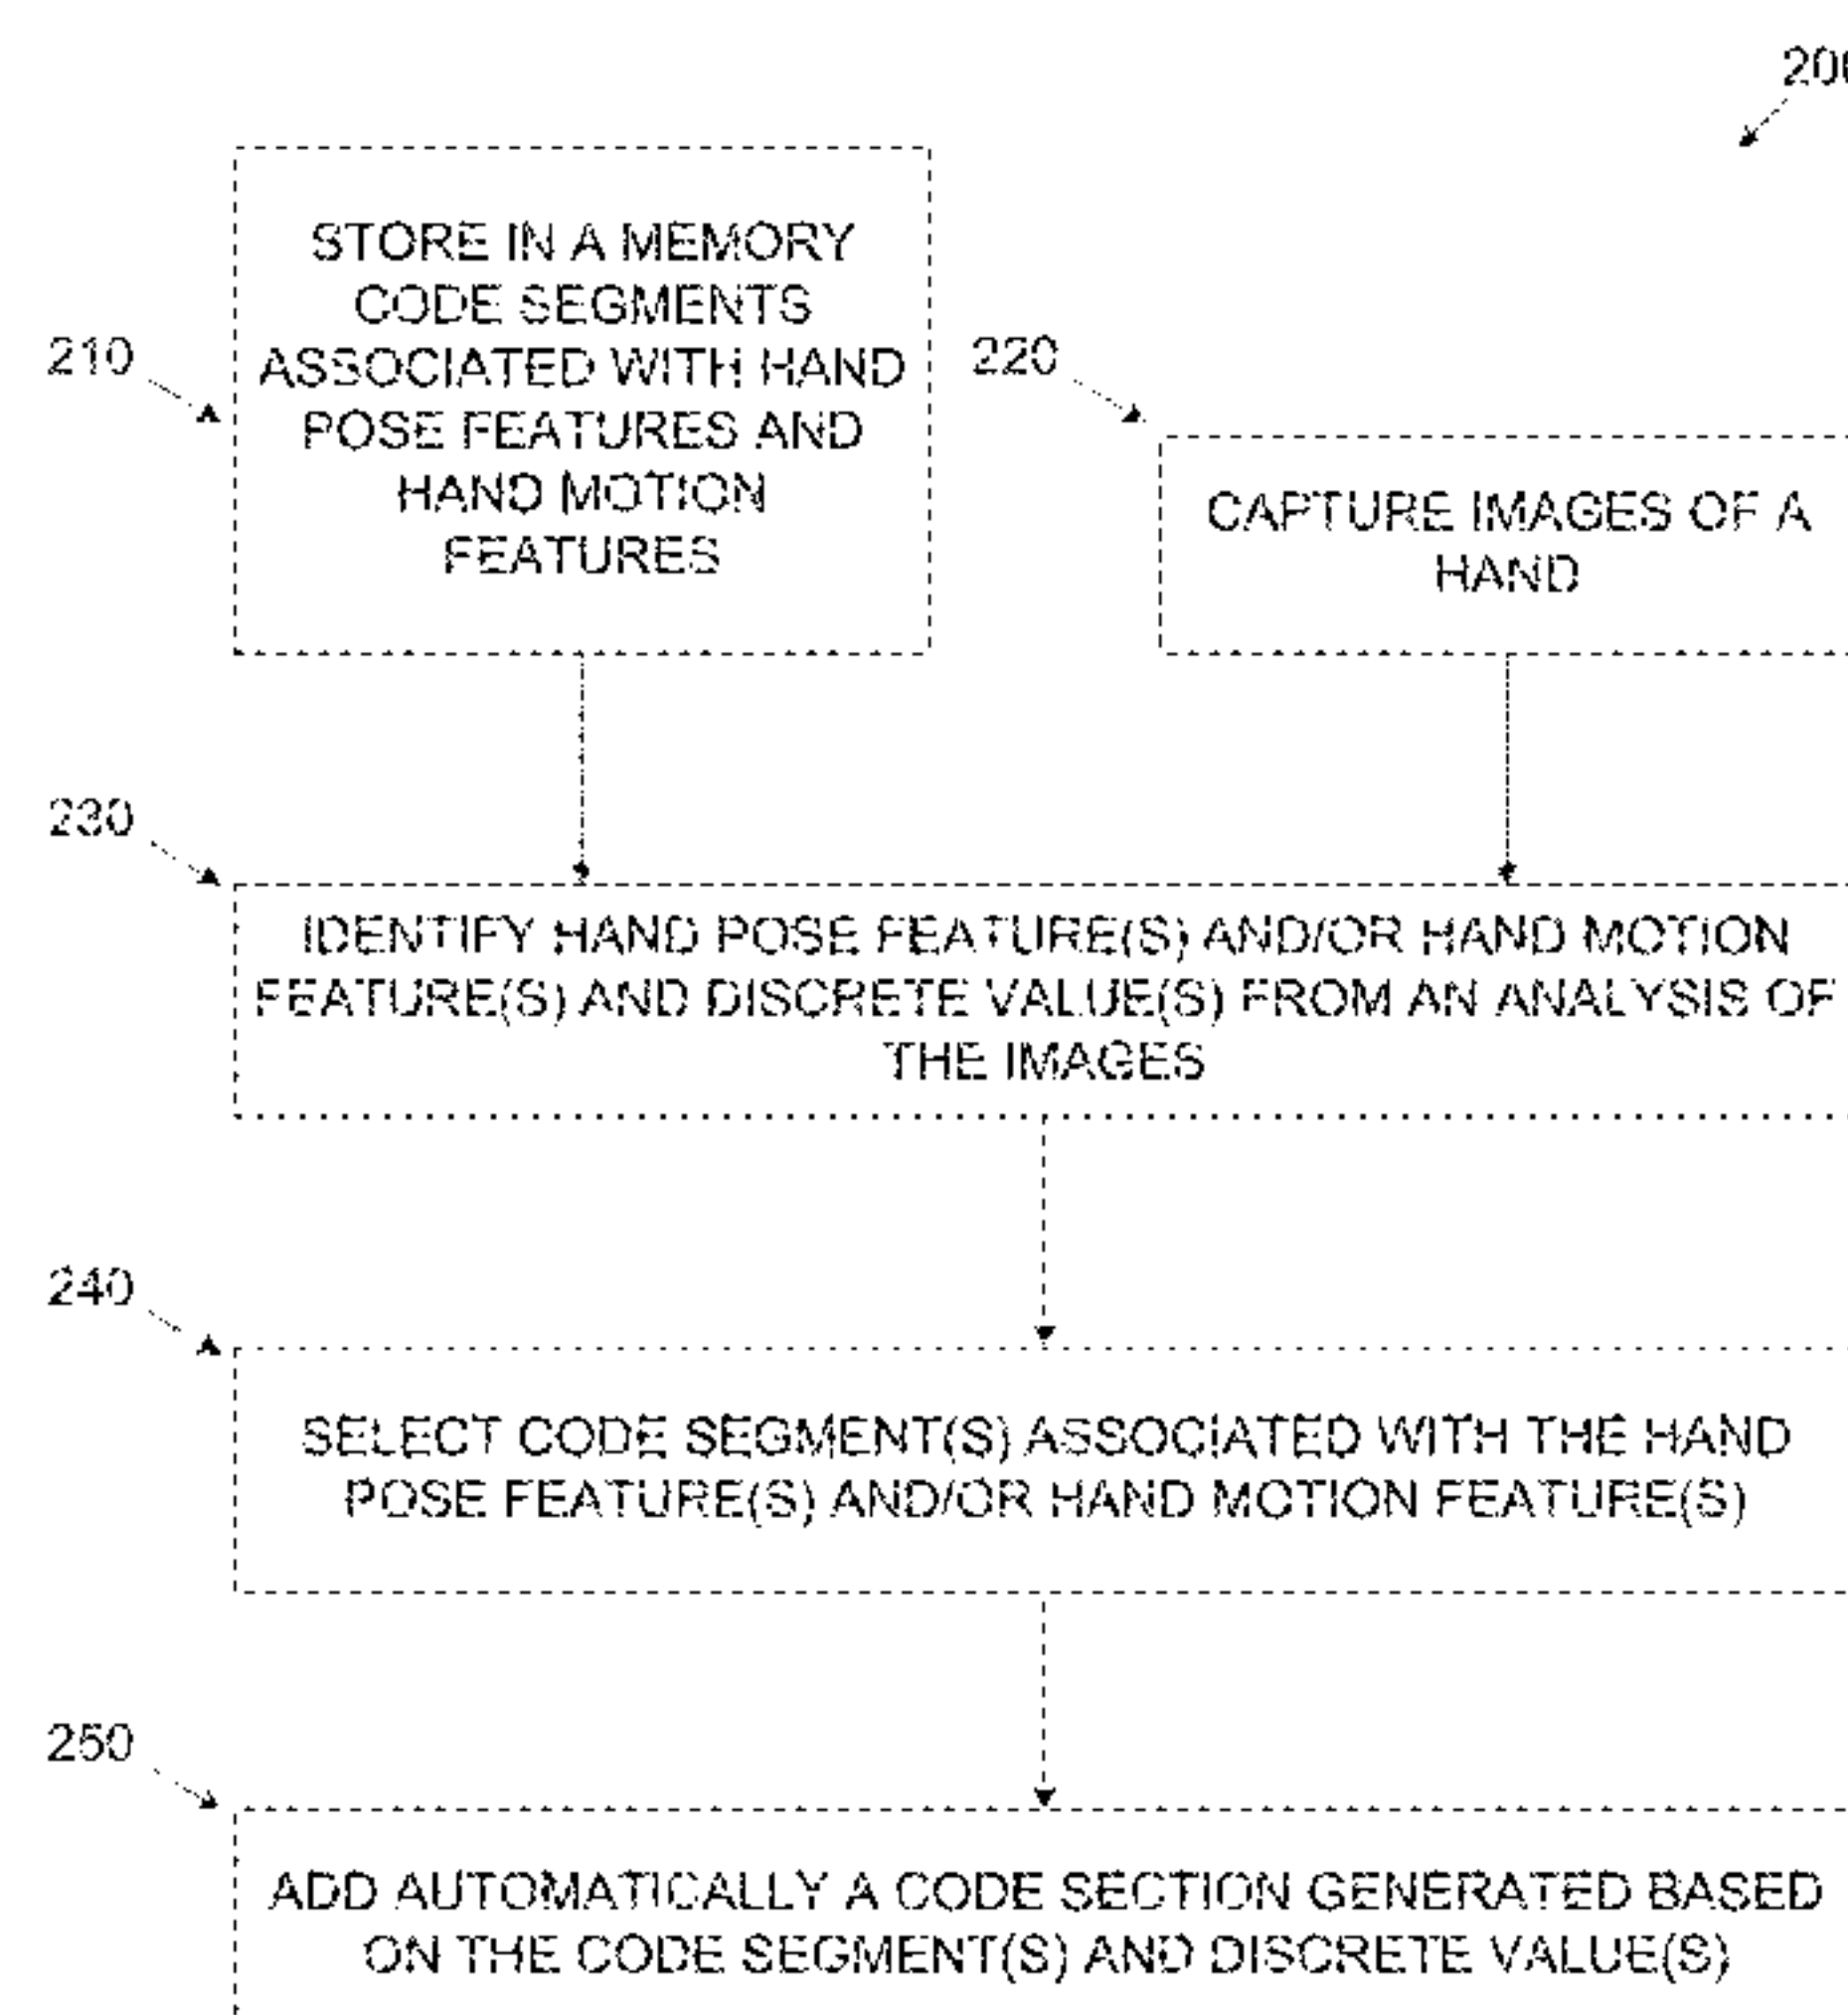 200
STORE IN A MEMORY
CODE SEGMENTS
ASSOCIATED WITH HAND
POSE FEATURES AND
HAND MOTION
FEATURES
210
220
CAPTURE IMAGES OF A
HAND
230
IDENTIFY HAND POSE FEATURE(S) AND/OR HAND MOTION
FEATURE(S) AND DISCRETE VALUE(S) FROM AN ANALYSIS OF
THE IMAGES
240
SELECT CODE SEGMENT(S) ASSOCIATED WITH THE HAND
POSE FEATURE(S) AND/OR HAND MOTION FEATURE(S)
250
ADD AUTOMATICALLY A CODE SECTION GENERATED BASED
ON THE CODE SEGMENT(S) AND DISCRETE VALUE(S)